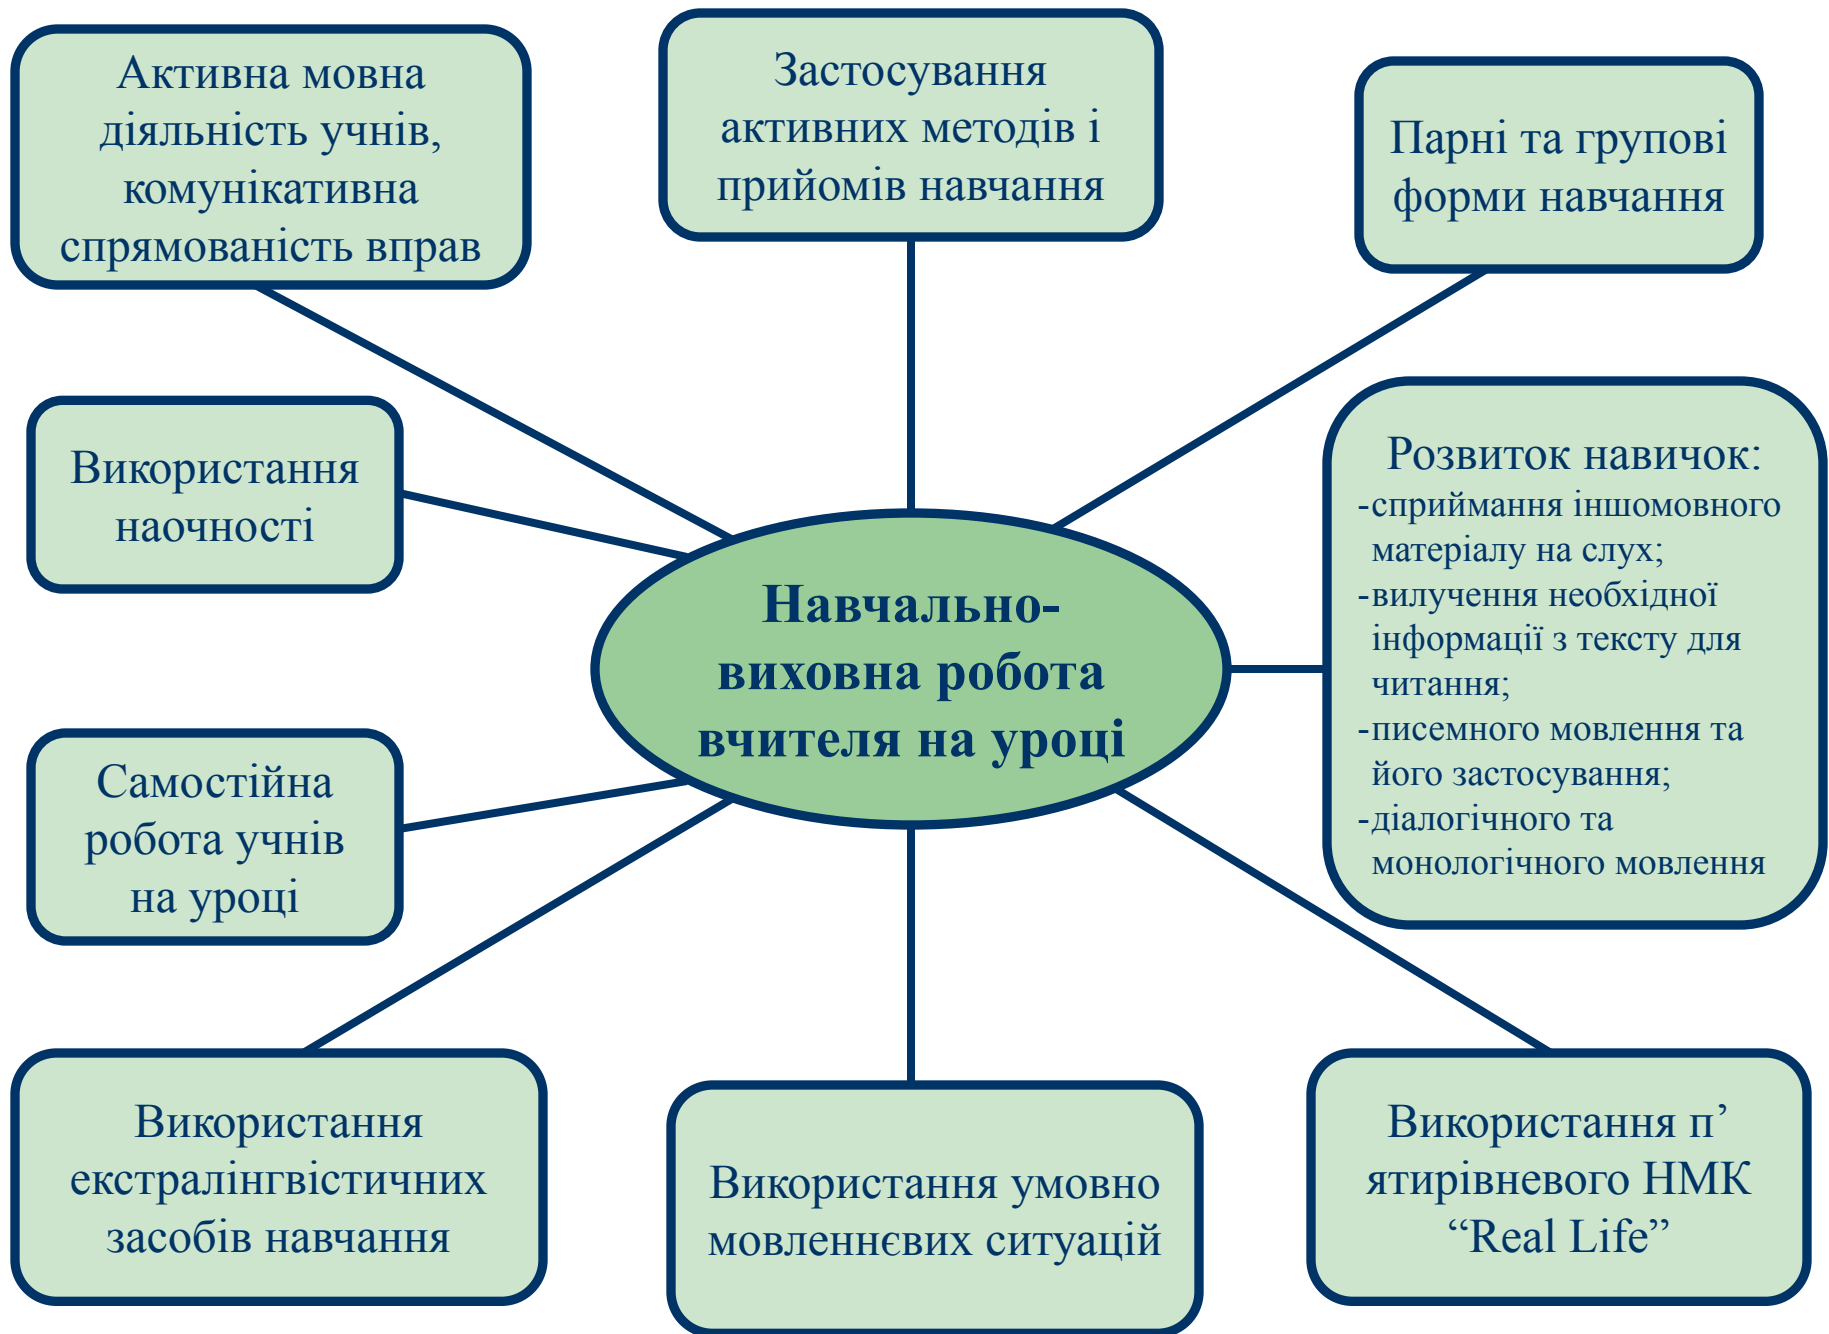 Активна мовна
діяльність учнів,
комунікативна
спрямованість вправ
Застосування
активних методів і
прийомів навчання
Парні та групові
форми навчання
Використання
наочності
Навчально-
виховна робота
вчителя на уроці
Розвиток навичок:
-сприймання іншомовного
матеріалу на слух;
-вилучення необхідної
інформації з тексту для
читання;
-писемного мовлення та
його застосування;
-діалогічного та
монологічного мовлення
Самостійна
робота учнів
на уроці
Використання
екстралінгвістичних
засобів навчання
Використання умовно
мовленнєвих ситуацій
Використання п’
ятирівневого НМК
“Real Life”